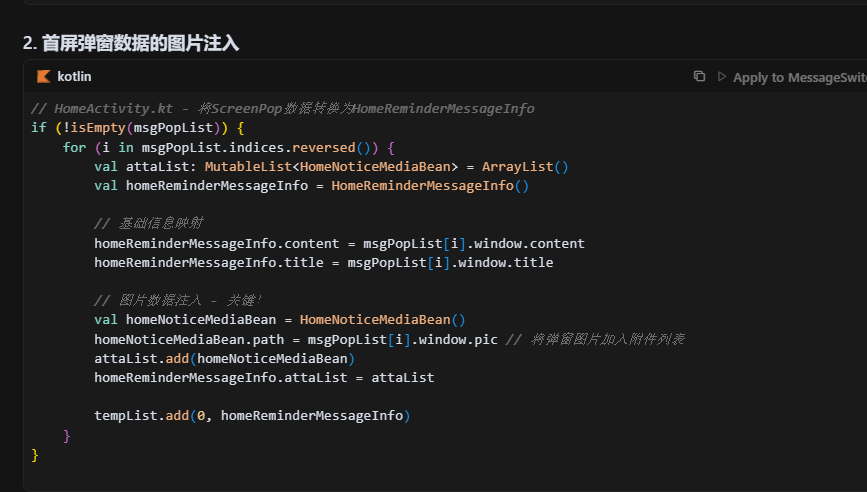 2. 首屏弹窗数据的图片注入
kotlin
Apply to MessageSwit
// HomeActivity.kt - 将ScreenPop数据转换为HomeReminderMessageInfo
if (!isEmpty(msgPopList)) {
    for (i in msgPopList.indices.reversed()) {
        val attaList: MutableList<HomeNoticeMediaBean> = ArrayList()
        val homeReminderMessageInfo = HomeReminderMessageInfo()
        // 基础信息映射
        homeReminderMessageInfo.content = msgPopList[i].window.content
        homeReminderMessageInfo.title = msgPopList[i].window.title
        // 图片数据注入 - 关键!
        val homeNoticeMediaBean = HomeNoticeMediaBean()
        homeNoticeMediaBean.path = msgPopList[i].window.pic // 将弹窗图片加入附件列表
        attaList.add(homeNoticeMediaBean)
        homeReminderMessageInfo.attaList = attaList
        tempList.add(0, homeReminderMessageInfo)
    }
}